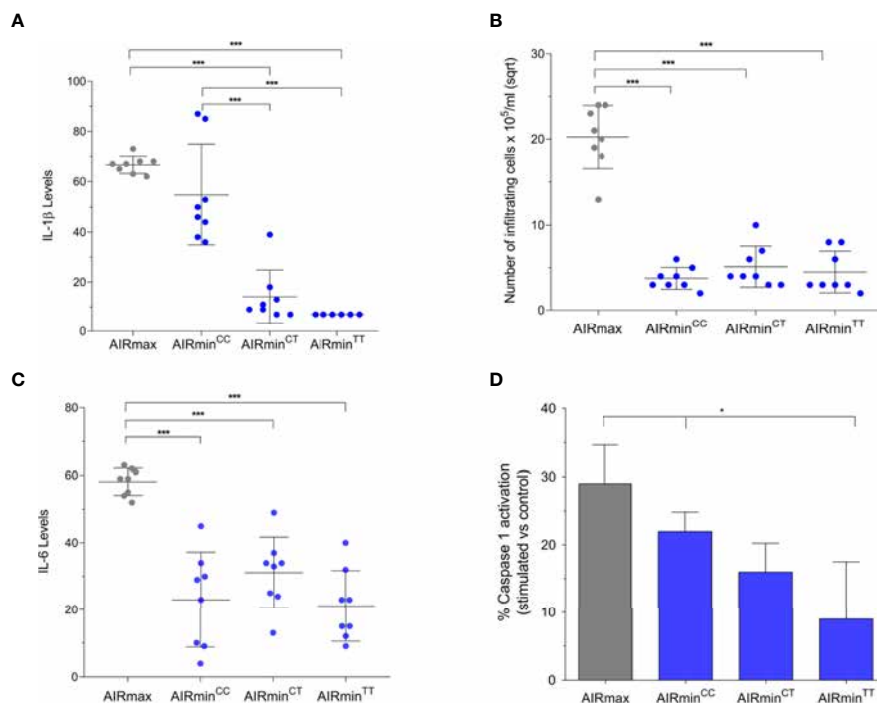 A
IL-1β Levels
100
80
60
40
20
0
***
***
***
***
AIRmax AIRmin^CC AIRmin^CT AIRmin^TT
B
Number of infiltrating cells x 10^5/ml (sqrt)
30
20
10
0
***
***
***
AIRmax AIRmin^CC AIRmin^CT AIRmin^TT
C
IL-6 Levels
80
60
40
20
0
***
***
***
AIRmax AIRmin^CC AIRmin^CT AIRmin^TT
D
% Caspase 1 activation
(stimulated vs control)
40
30
20
10
0
*
AIRmax AIRmin^CC AIRmin^CT AIRmin^TT